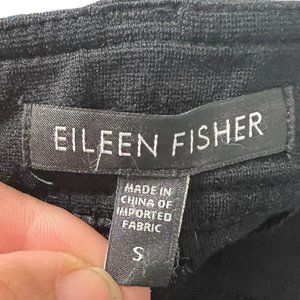 EILEEN FISHER
MADE IN
CHINA OF
IMPORTED
FABRIC
S